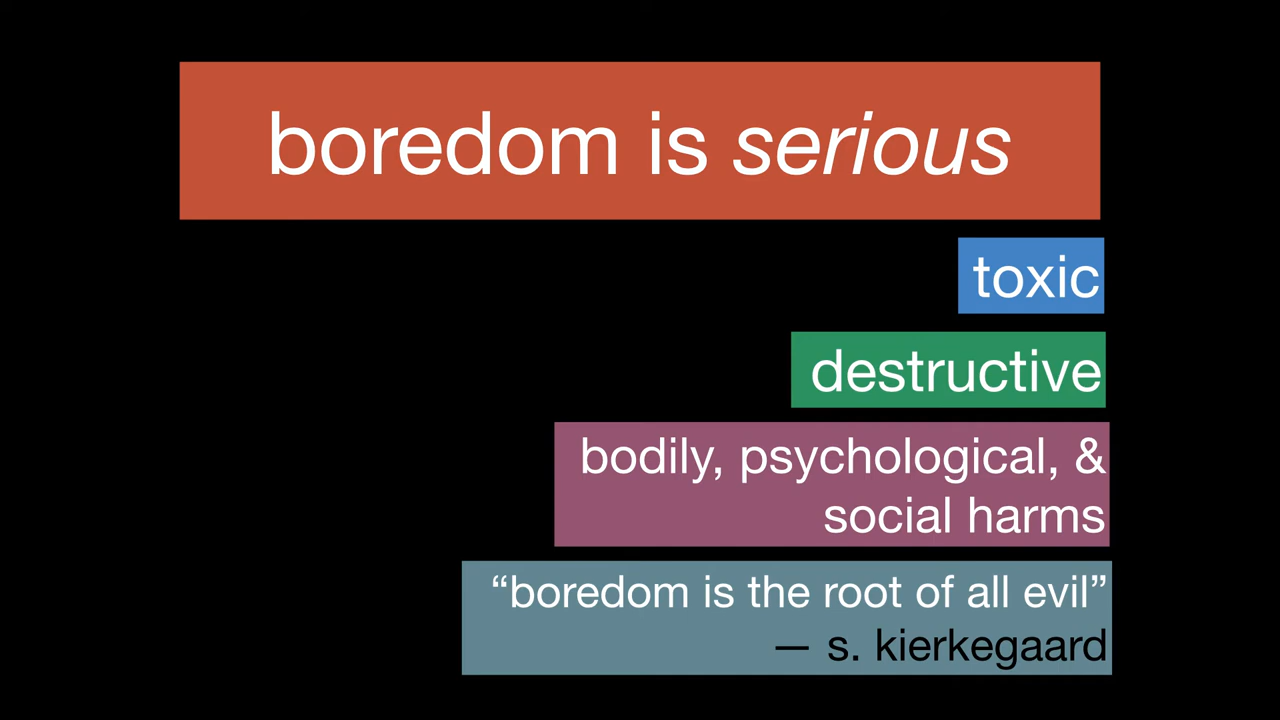 boredom is serious
toxic
destructive
bodily, psychological, &
social harms
“boredom is the root of all evil”
— s. kierkegaard